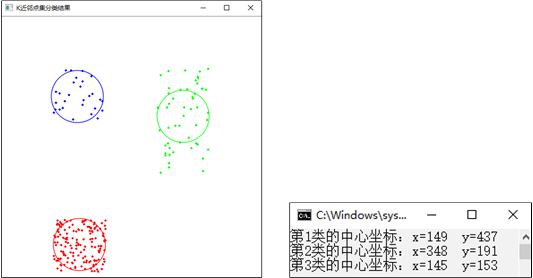 K近邻点集分类结果
C:\Windows\sys...
第1类的中心坐标：x=149 y=437
第2类的中心坐标：x=348 y=191
第3类的中心坐标：x=145 y=153